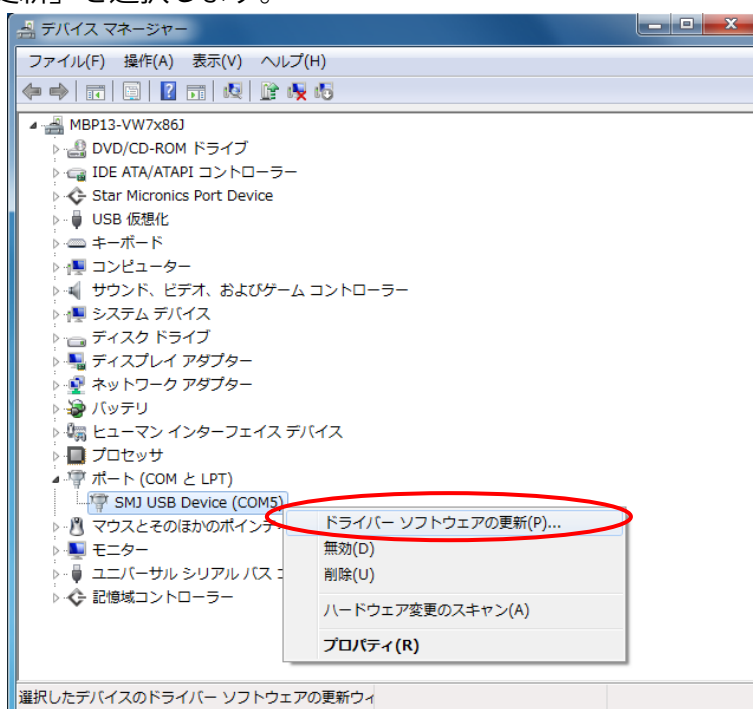 更新」を選択します。
デバイス マネージャー
ファイル(F) 操作(A) 表示(V) ヘルプ(H)
MBP13-VW7x86J
DVD/CD-ROM ドライブ
IDE ATA/ATAPI コントローラー
Star Micronics Port Device
USB 仮想化
キーボード
コンピューター
サウンド、ビデオ、およびゲーム コントローラー
システム デバイス
ディスク ドライブ
ディスプレイ アダプター
ネットワーク アダプター
バッテリ
ヒューマン インターフェイス デバイス
プロセッサ
ポート (COM と LPT)
SMJ USB Device (COM5)
マウスとそのほかのポインテ
モニター
ユニバーサル シリアル バス コ
記憶域コントローラー
ドライバー ソフトウェアの更新(P)...
無効(D)
削除(U)
ハードウェア変更のスキャン(A)
プロパティ(R)
選択したデバイスのドライバー ソフトウェアの更新ウィ